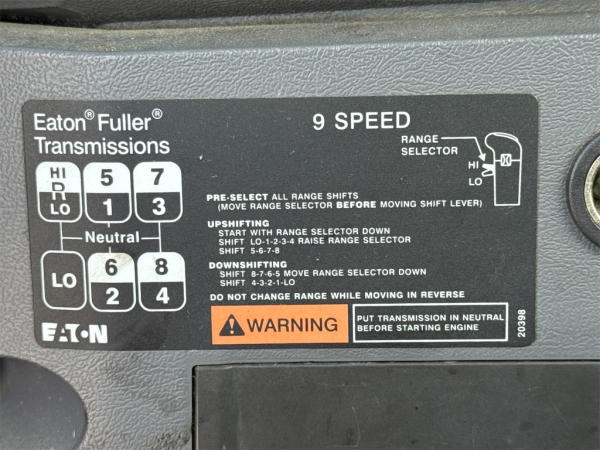 Eaton® Fuller®
Transmissions
9 SPEED
RANGE
SELECTOR
HI
LO
HI 5 7
R
LO 1 3
Neutral
LO 6 8
2 4
PRE-SELECT ALL RANGE SHIFTS
(MOVE RANGE SELECTOR BEFORE MOVING SHIFT LEVER)
UPSHIFTING
START WITH RANGE SELECTOR DOWN
SHIFT LO-1-2-3-4 RAISE RANGE SELECTOR
SHIFT 5-6-7-8
DOWNSHIFTING
SHIFT 8-7-6-5 MOVE RANGE SELECTOR DOWN
SHIFT 4-3-2-1-LO
DO NOT CHANGE RANGE WHILE MOVING IN REVERSE
EATON
WARNING
PUT TRANSMISSION IN NEUTRAL
BEFORE STARTING ENGINE
20398